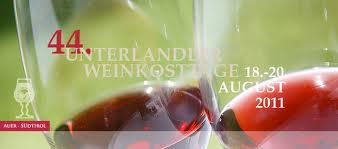 44.
UNTERLANDLER
WEINKOSTTAGE 18.-20
AUGUST
2011
AUER - SÜDTIROL